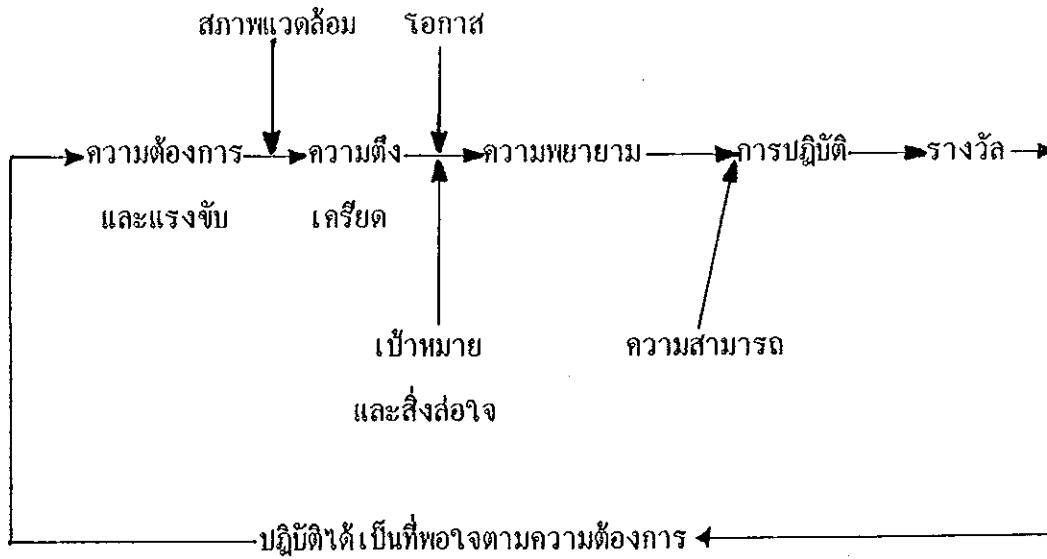 สภาพแวดล้อม โอกาส
ความต้องการ ความตึง ความพยายาม การปฏิบัติ รางวัล
และแรงขับ เครียด
เป้าหมาย ความสามารถ
และสิ่งล่อใจ
ปฏิบัติได้เป็นที่พอใจตามความต้องการ